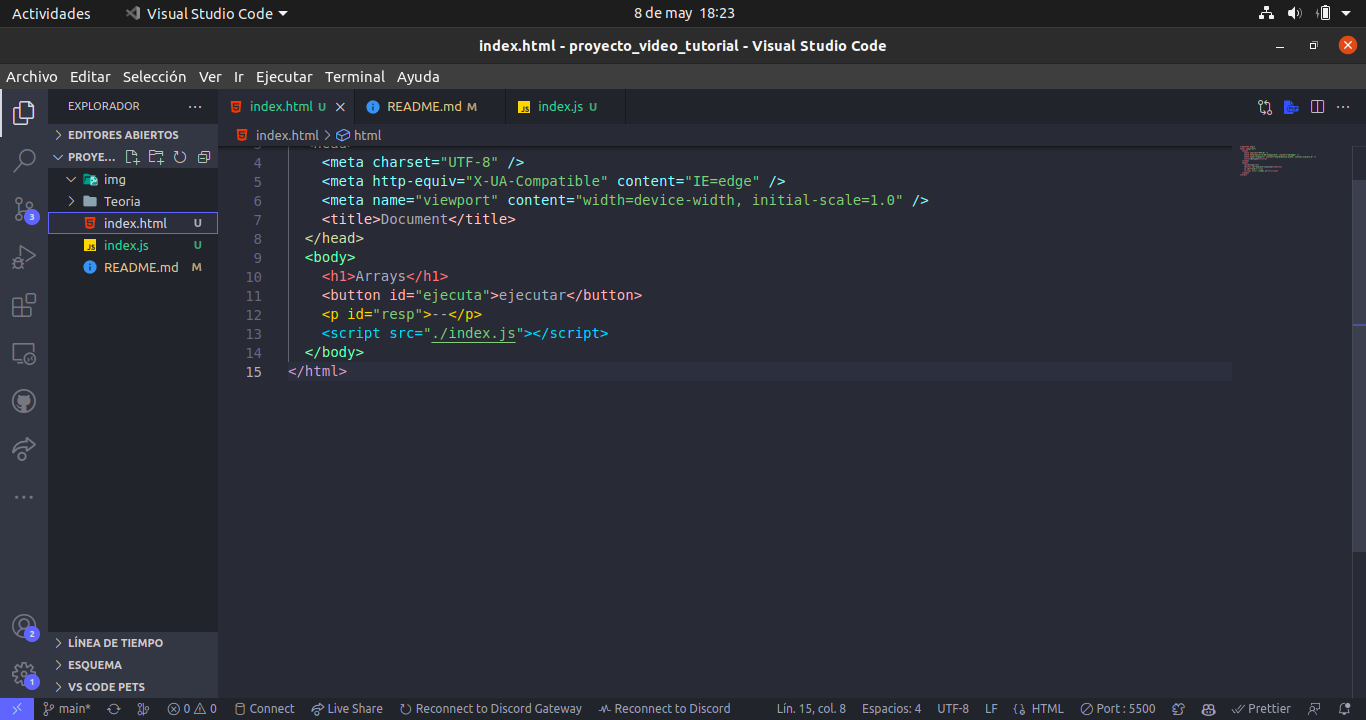 Actividades Visual Studio Code 8 de may 18:23
index.html - proyecto_video_tutorial - Visual Studio Code
Archivo Editar Selección Ver Ir Ejecutar Terminal Ayuda
EXPLORADOR ···
index.html U
README.md M
index.js U
EDITORES ABIERTOS
index.html > html
PROYE...
img
Teoria
index.html U
index.js U
README.md M
LÍNEA DE TIEMPO
ESQUEMA
VS CODE PETS
3
2
1
4 <meta charset="UTF-8" />
5 <meta http-equiv="X-UA-Compatible" content="IE=edge" />
6 <meta name="viewport" content="width=device-width, initial-scale=1.0" />
7 <title>Document</title>
8 </head>
9 <body>
10 <h1>Arrays</h1>
11 <button id="ejecuta">ejecutar</button>
12 <p id="resp">--</p>
13 <script src="./index.js"></script>
14 </body>
15 </html>
main* 0 0 Connect Live Share Reconnect to Discord Gateway Reconnect to Discord Lín. 15, col. 8 Espacios: 4 UTF-8 LF HTML Port : 5500 Prettier